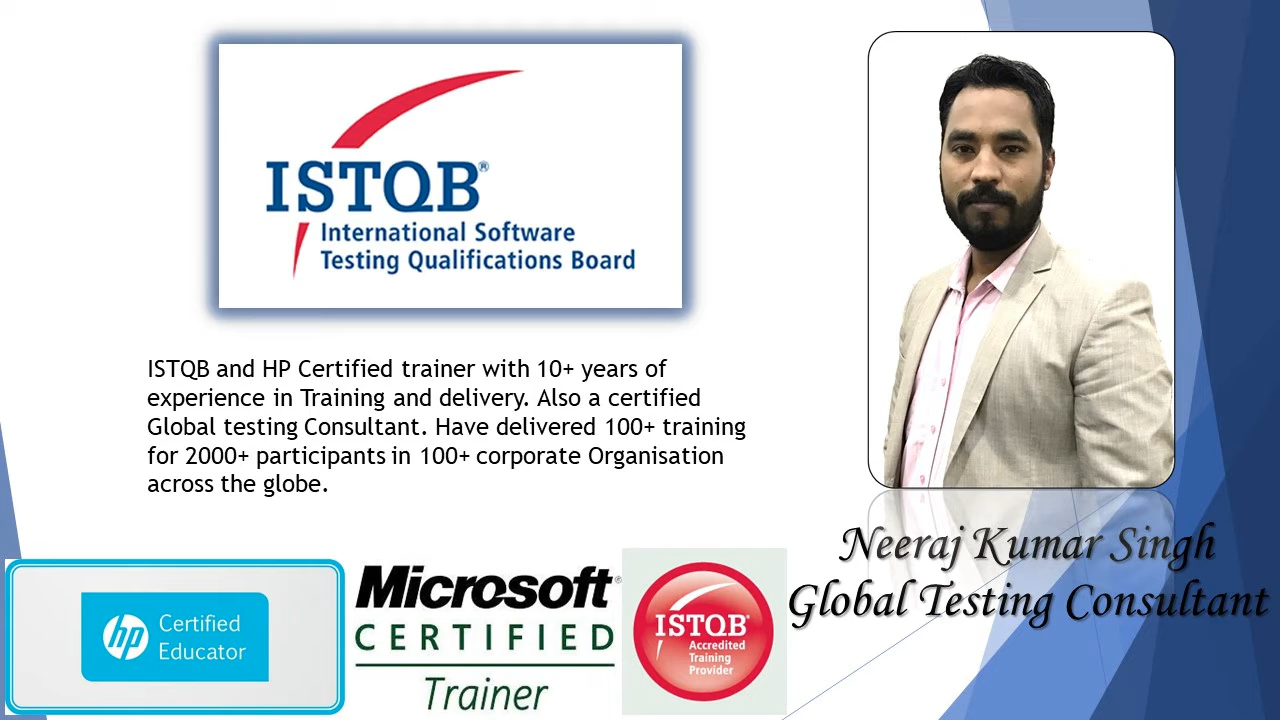 ISTQB®
International Software
Testing Qualifications Board
ISTQB and HP Certified trainer with 10+ years of
experience in Training and delivery. Also a certified
Global testing Consultant. Have delivered 100+ training
for 2000+ participants in 100+ corporate Organisation
across the globe.
Neeraj Kumar Singh
Global Testing Consultant
hp Certified
Educator
Microsoft®
CERTIFIED
Trainer
ISTQB®
Accredited
Training
Provider